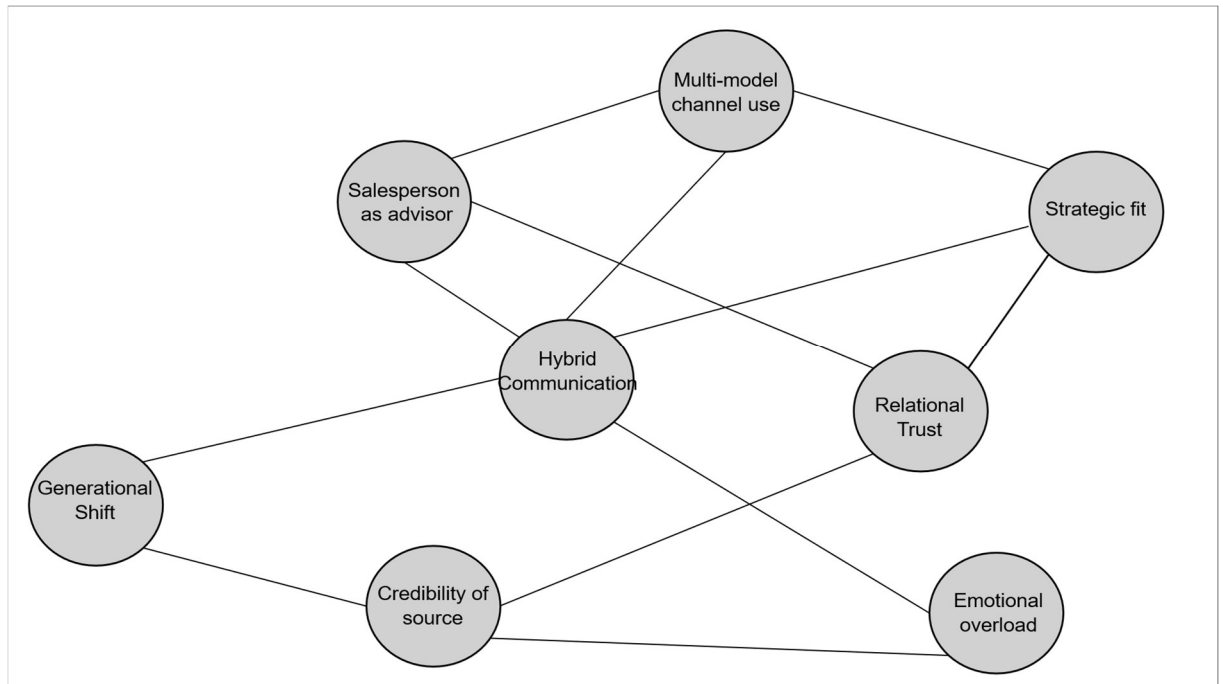 Multi-model
channel use
Salesperson
as advisor
Strategic fit
Hybrid
Communication
Relational
Trust
Generational
Shift
Credibility of
source
Emotional
overload